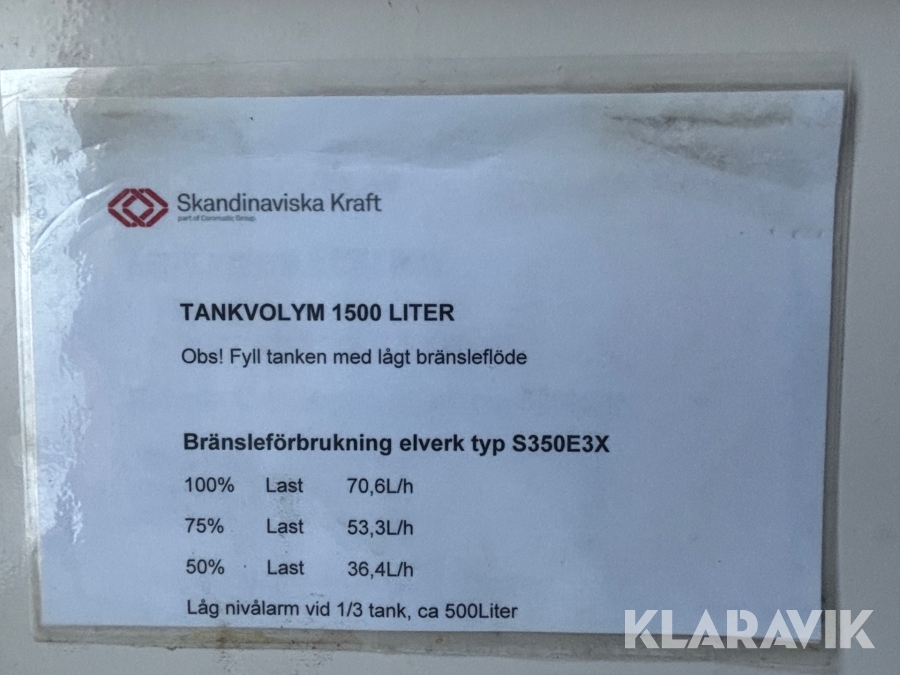 Skandinaviska Kraft
part of Coromatic Group
TANKVOLYM 1500 LITER
Obs! Fyll tanken med lågt bränsleflöde
Bränsleförbrukning elverk typ S350E3X
100% Last 70,6L/h
75% Last 53,3L/h
50% Last 36,4L/h
Låg nivålarm vid 1/3 tank, ca 500Liter
KLARAVIK